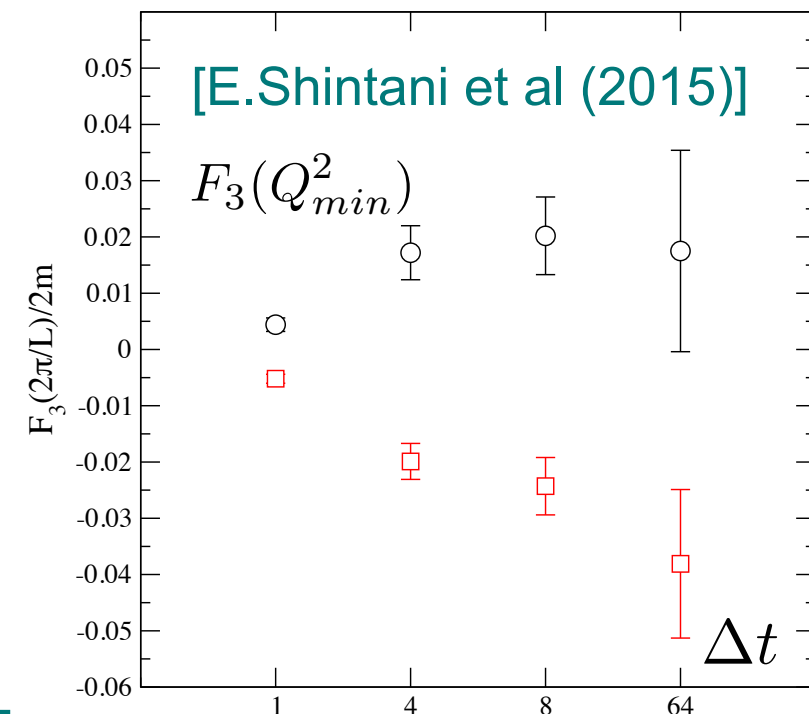 [E.Shintani et al (2015)]
F₃(Q²ₘᵢₙ)
F₃(2π/L)/2m
0.05
0.04
0.03
0.02
0.01
0
-0.01
-0.02
-0.03
-0.04
-0.05
-0.06
Δt
1 4 8 64